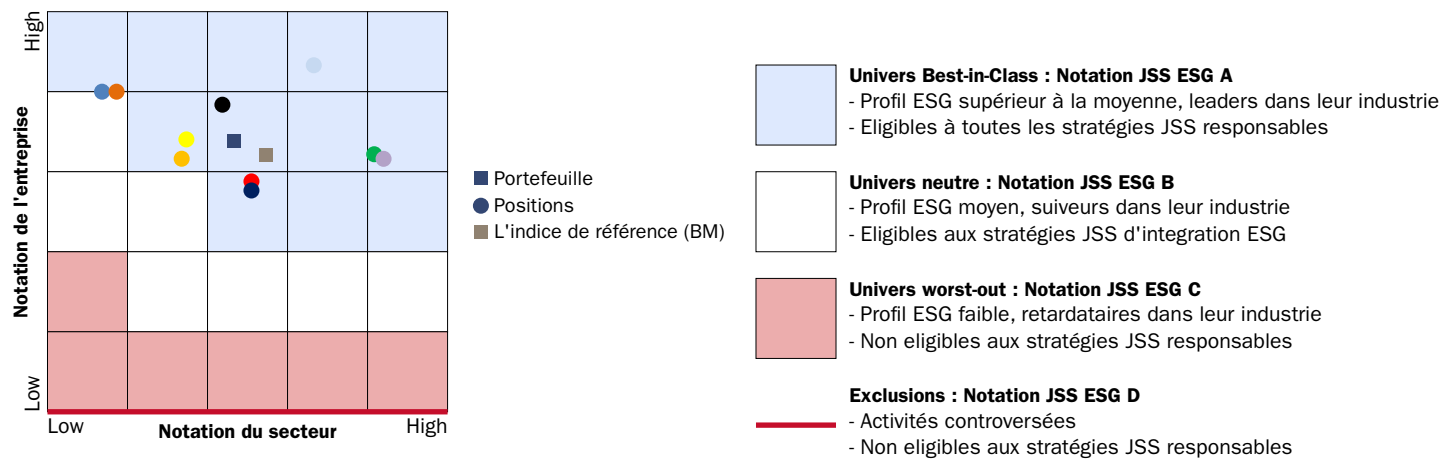 High
Notation de l'entreprise
Low
Low
Notation du secteur
High
Portefeuille
Positions
L'indice de référence (BM)
Univers Best-in-Class : Notation JSS ESG A
- Profil ESG supérieur à la moyenne, leaders dans leur industrie
- Eligibles à toutes les stratégies JSS responsables
Univers neutre : Notation JSS ESG B
- Profil ESG moyen, suiveurs dans leur industrie
- Eligibles aux stratégies JSS d'integration ESG
Univers worst-out : Notation JSS ESG C
- Profil ESG faible, retardataires dans leur industrie
- Non eligibles aux stratégies JSS responsables
Exclusions : Notation JSS ESG D
- Activités controversées
- Non eligibles aux stratégies JSS responsables